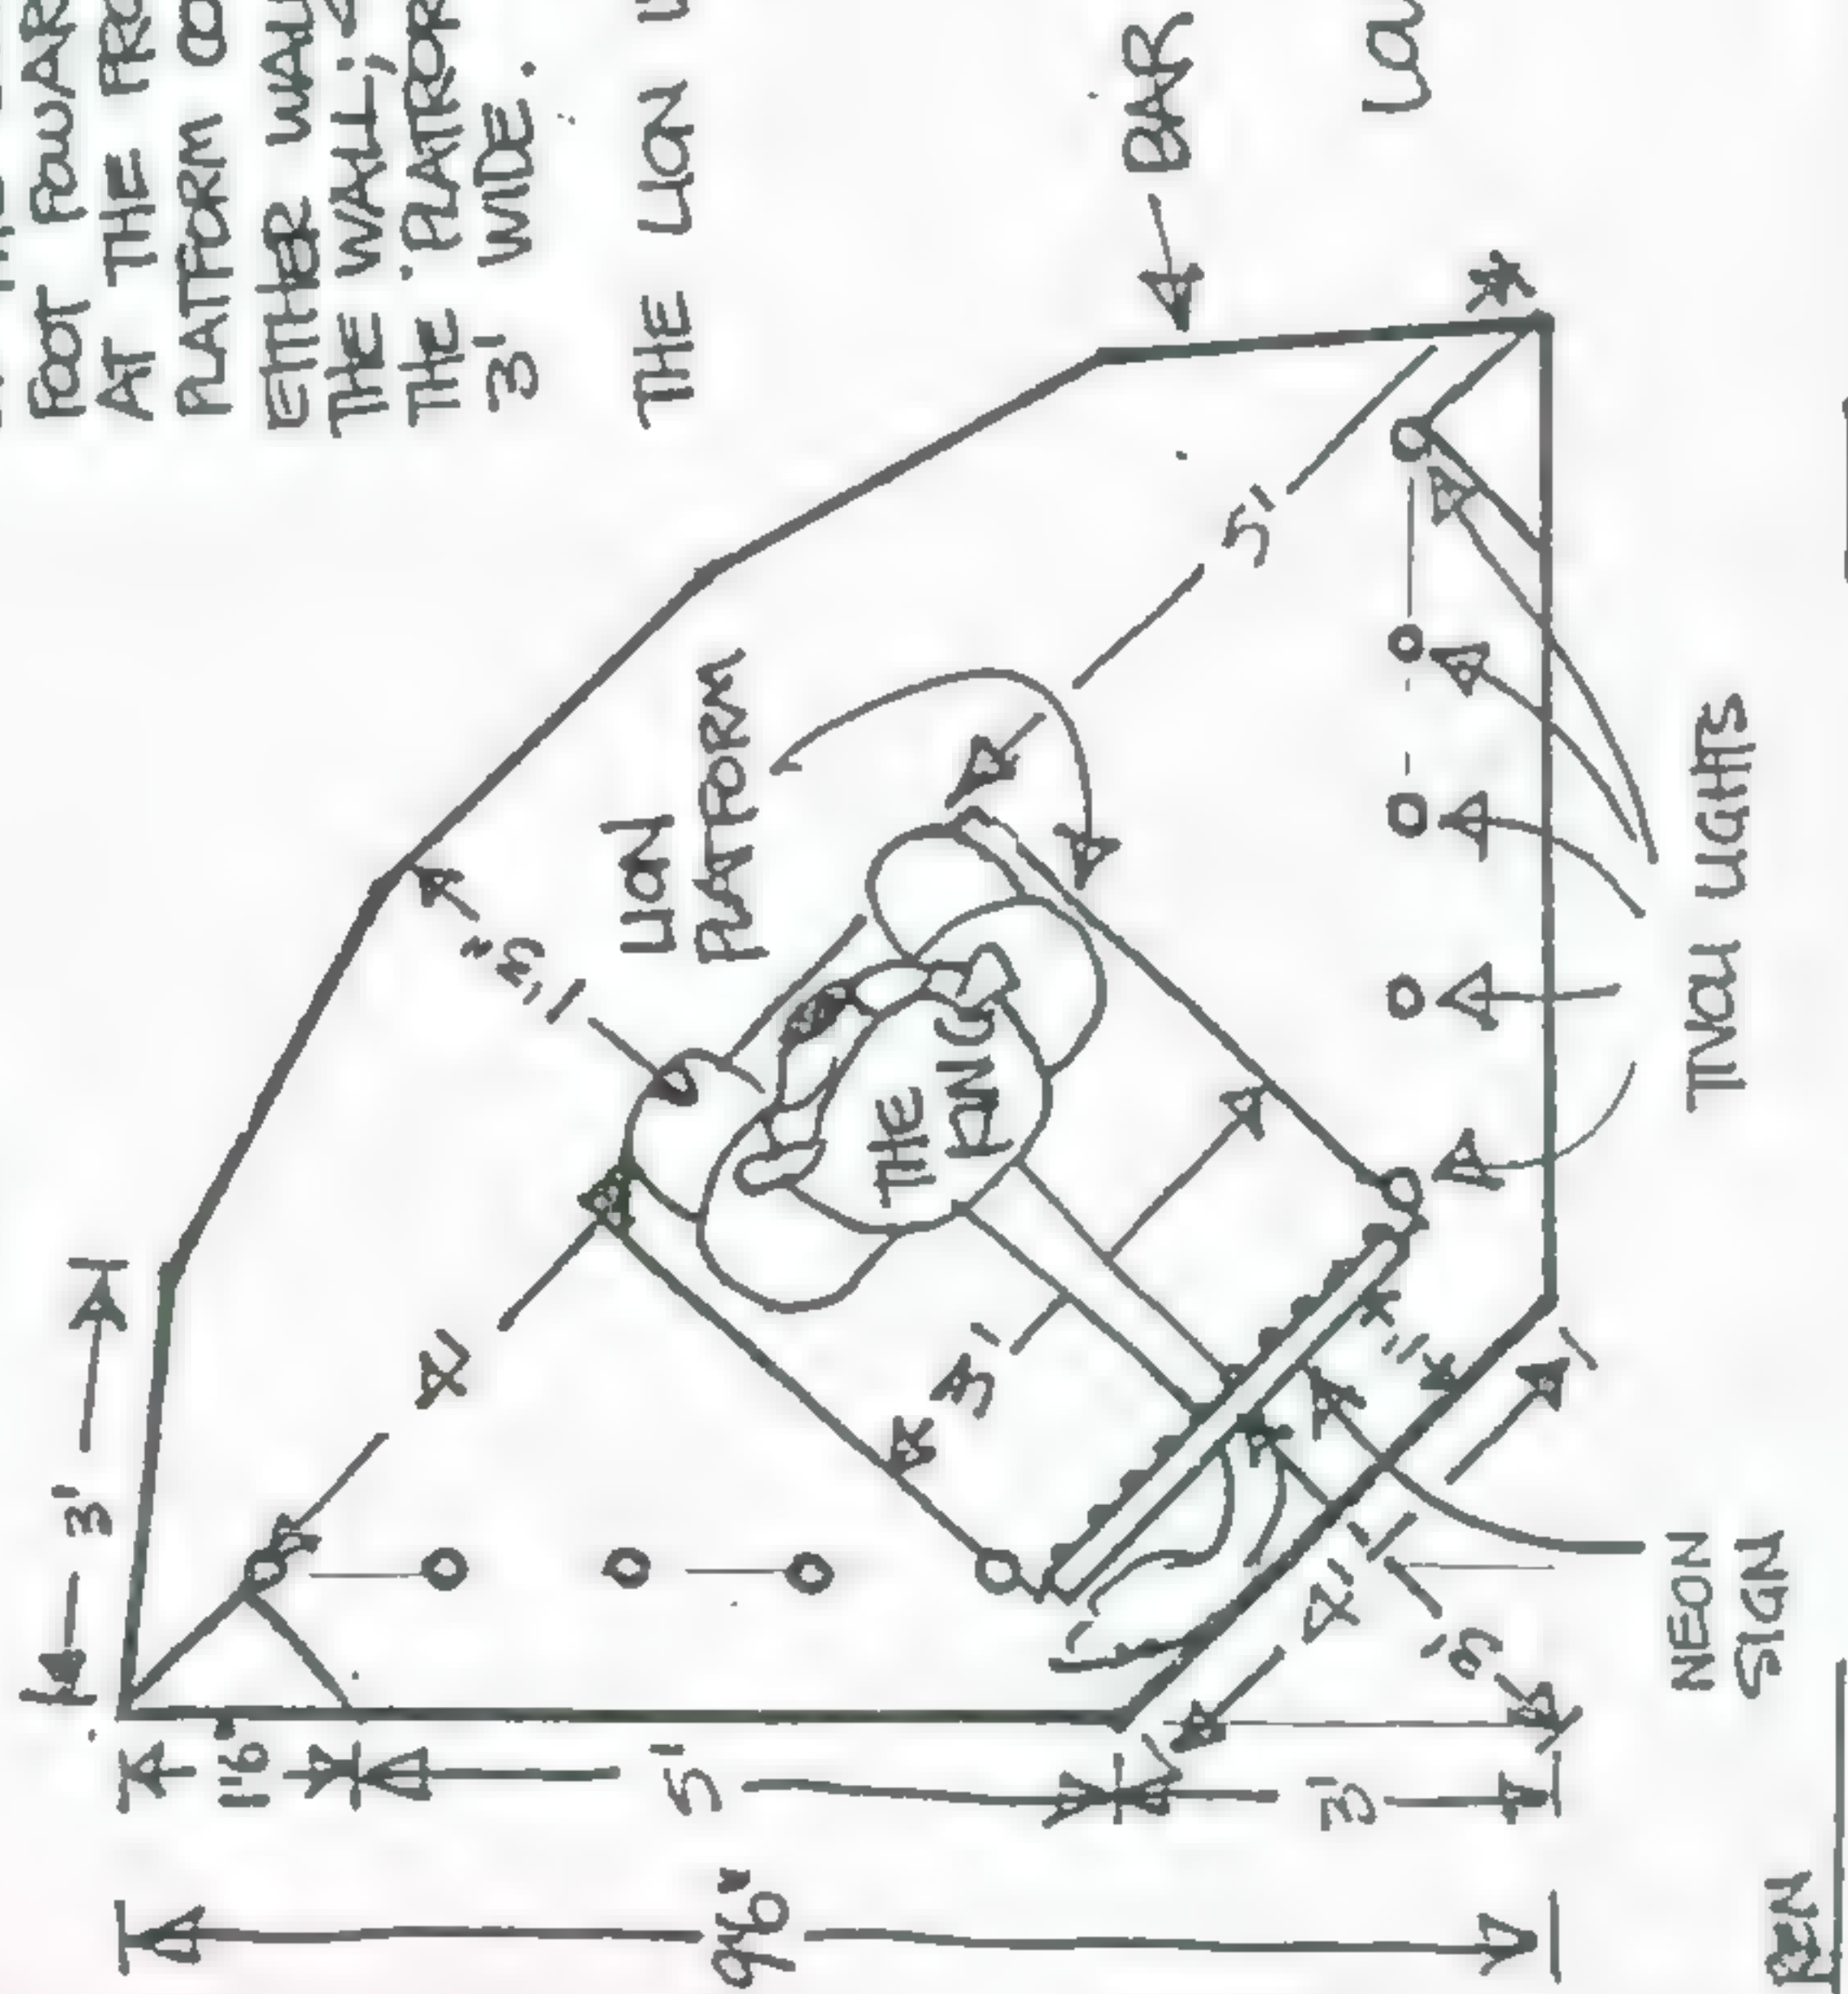 FOOT FOWAR
AT THE FRO
PLATFORM CO
EITHER WALL
THE WALL; 2
THE PLATFOR
3' WIDE.
THE LION
BAR
LION
PLATFORM
THE
KING
3'
4'
1'3"
5'
3'
1'
4'
3'
1'6"
5'
3'
9'6"
TIVOLI LIGHTS
NEON
SIGN